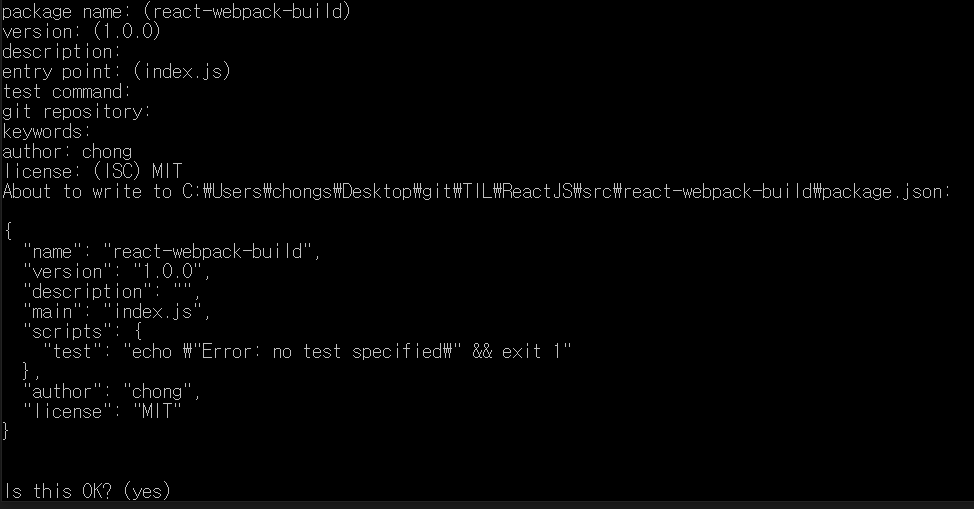 package name: (react-webpack-build)
version: (1.0.0)
description:
entry point: (index.js)
test command:
git repository:
keywords:
author: chong
license: (ISC) MIT
About to write to C:₩Users₩chongs₩Desktop₩git₩TIL₩ReactJS₩src₩react-webpack-build₩package.json:

{
  "name": "react-webpack-build",
  "version": "1.0.0",
  "description": "",
  "main": "index.js",
  "scripts": {
    "test": "echo ₩"Error: no test specified₩" && exit 1"
  },
  "author": "chong",
  "license": "MIT"
}

Is this OK? (yes)